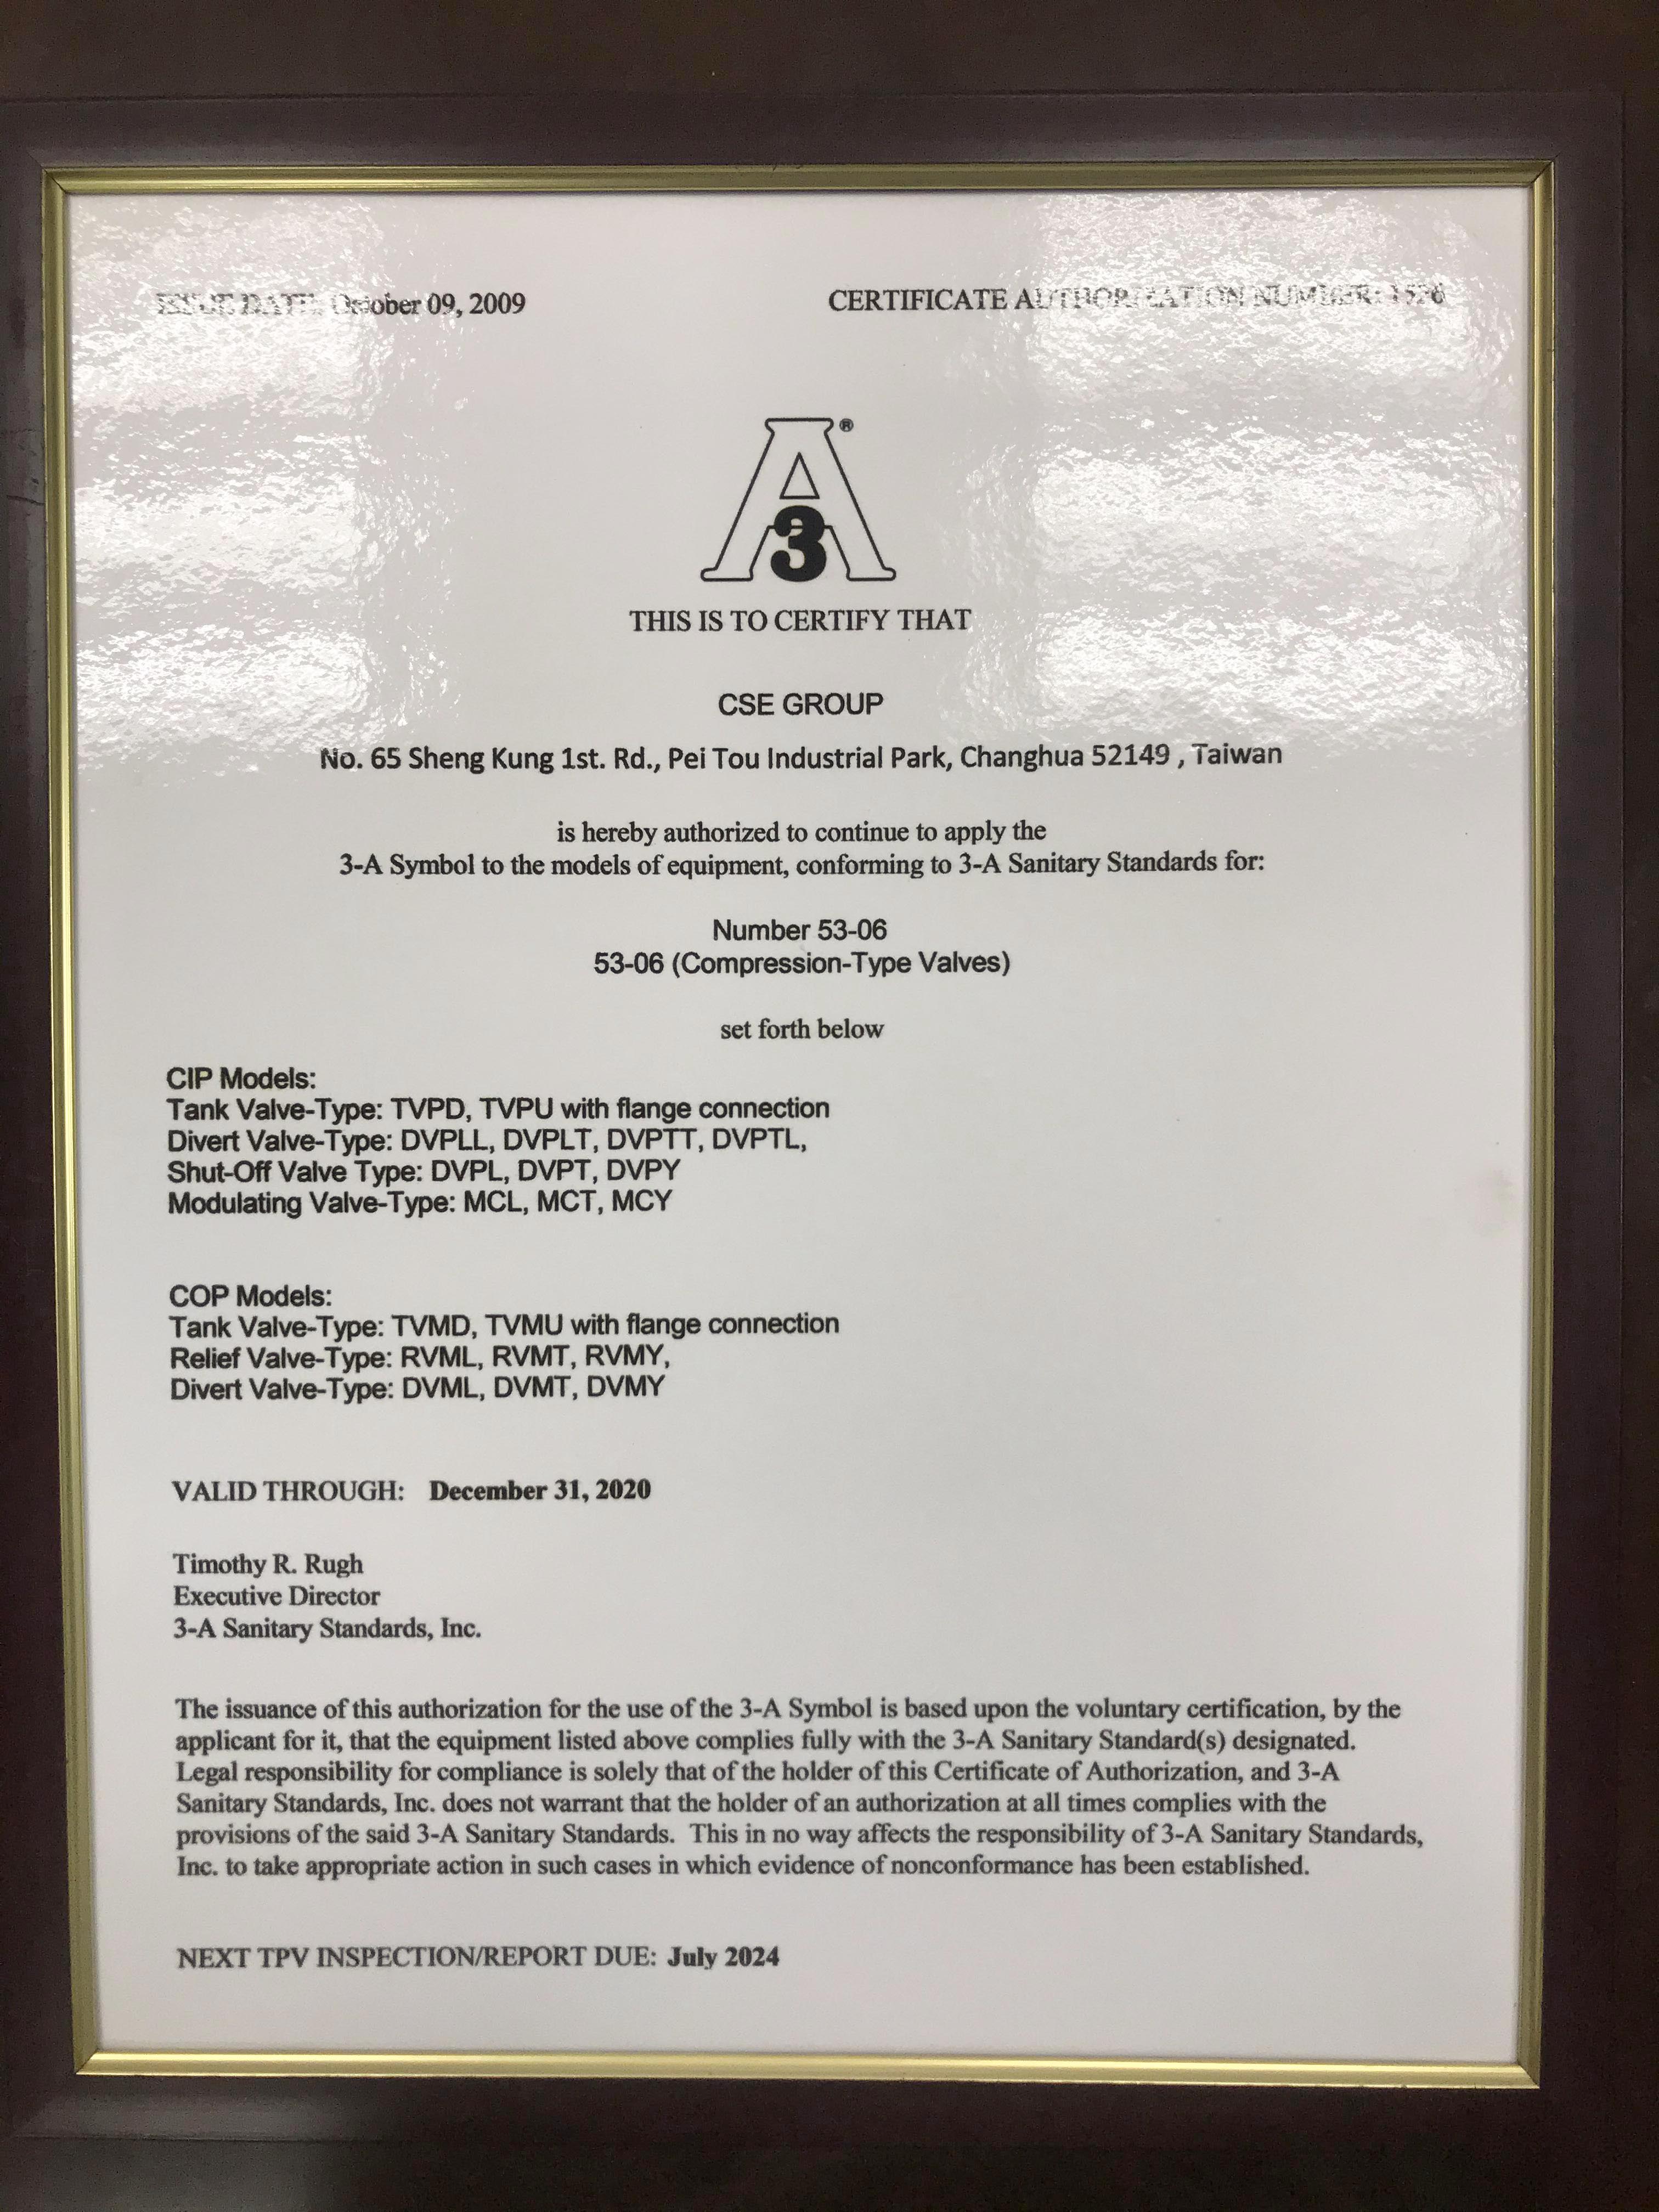 ISSUE DATE: October 09, 2009
CERTIFICATE AUTHORIZATION NUMBER:
A®
3
THIS IS TO CERTIFY THAT
CSE GROUP
No. 65 Sheng Kung 1st. Rd., Pei Tou Industrial Park, Changhua 52149 , Taiwan
is hereby authorized to continue to apply the
3-A Symbol to the models of equipment, conforming to 3-A Sanitary Standards for:
Number 53-06
53-06 (Compression-Type Valves)
set forth below
CIP Models:
Tank Valve-Type: TVPD, TVPU with flange connection
Divert Valve-Type: DVPLL, DVPLT, DVPTT, DVPTL,
Shut-Off Valve Type: DVPL, DVPT, DVPY
Modulating Valve-Type: MCL, MCT, MCY
COP Models:
Tank Valve-Type: TVMD, TVMU with flange connection
Relief Valve-Type: RVML, RVMT, RVMY,
Divert Valve-Type: DVML, DVMT, DVMY
VALID THROUGH: December 31, 2020
Timothy R. Rugh
Executive Director
3-A Sanitary Standards, Inc.
The issuance of this authorization for the use of the 3-A Symbol is based upon the voluntary certification, by the
applicant for it, that the equipment listed above complies fully with the 3-A Sanitary Standard(s) designated.
Legal responsibility for compliance is solely that of the holder of this Certificate of Authorization, and 3-A
Sanitary Standards, Inc. does not warrant that the holder of an authorization at all times complies with the
provisions of the said 3-A Sanitary Standards. This in no way affects the responsibility of 3-A Sanitary Standards,
Inc. to take appropriate action in such cases in which evidence of nonconformance has been established.
NEXT TPV INSPECTION/REPORT DUE: July 2024